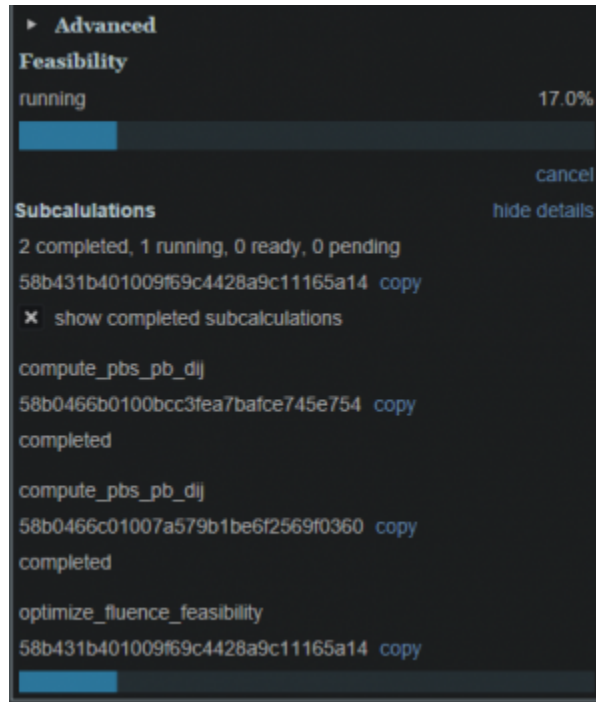 Advanced
Feasibility
running 17.0%
cancel
Subcalulations hide details
2 completed, 1 running, 0 ready, 0 pending
58b431b401009f69c4428a9c11165a14 copy
show completed subcalculations
compute_pbs_pb_dij
58b0466b0100bcc3fea7bafce745e754 copy
completed
compute_pbs_pb_dij
58b0466c01007a579b1be6f2569f0360 copy
completed
optimize_fluence_feasibility
58b431b401009f69c4428a9c11165a14 copy